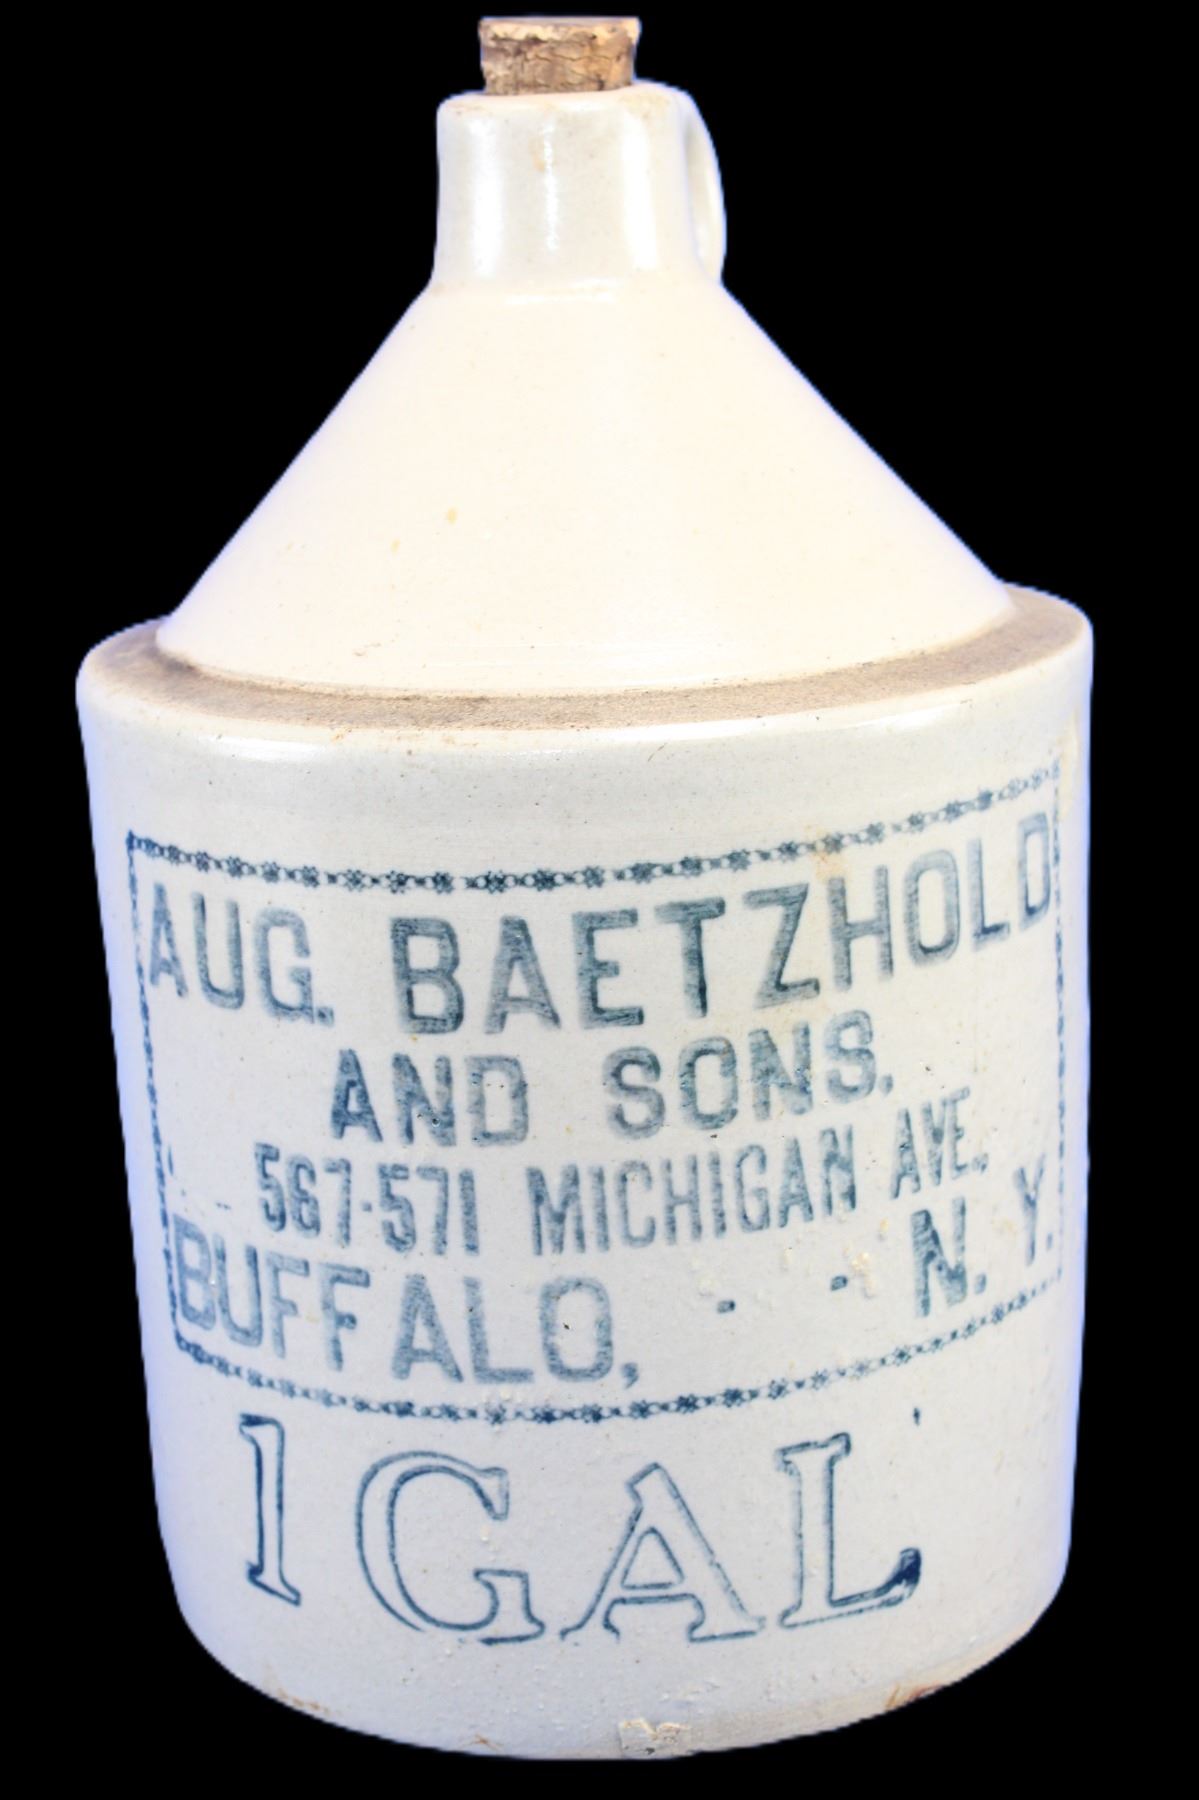 AUG. BAETZHOLD
AND SONS.
567-571 MICHIGAN AVE.,
BUFFALO, - - N. Y.
1 GAL